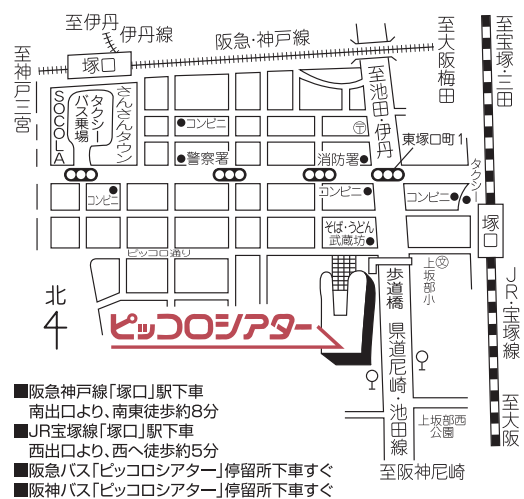 至伊丹
伊丹線
阪急・神戸線
至神戸三宮
塚口
至大阪梅田
至宝塚・三田
至池田・伊丹
SOCOLA
タクシー
バス乗場
さんさんタウン
コンビニ
〒
警察署
消防署
東塚口町1
タクシー
コンビニ
コンビニ
コンビニ
塚口
そば・うどん
武蔵坊
ピッコロ通り
上坂部小
文
歩道橋
JR・宝塚線
北
ピッコロシアター
県道尼崎・池田線
至大阪
上坂部西
公園
至阪神尼崎
■阪急神戸線「塚口」駅下車
南出口より、南東徒歩約8分
■JR宝塚線「塚口」駅下車
西出口より、西へ徒歩約5分
■阪急バス「ピッコロシアター」停留所下車すぐ
■阪神バス「ピッコロシアター」停留所下車すぐ